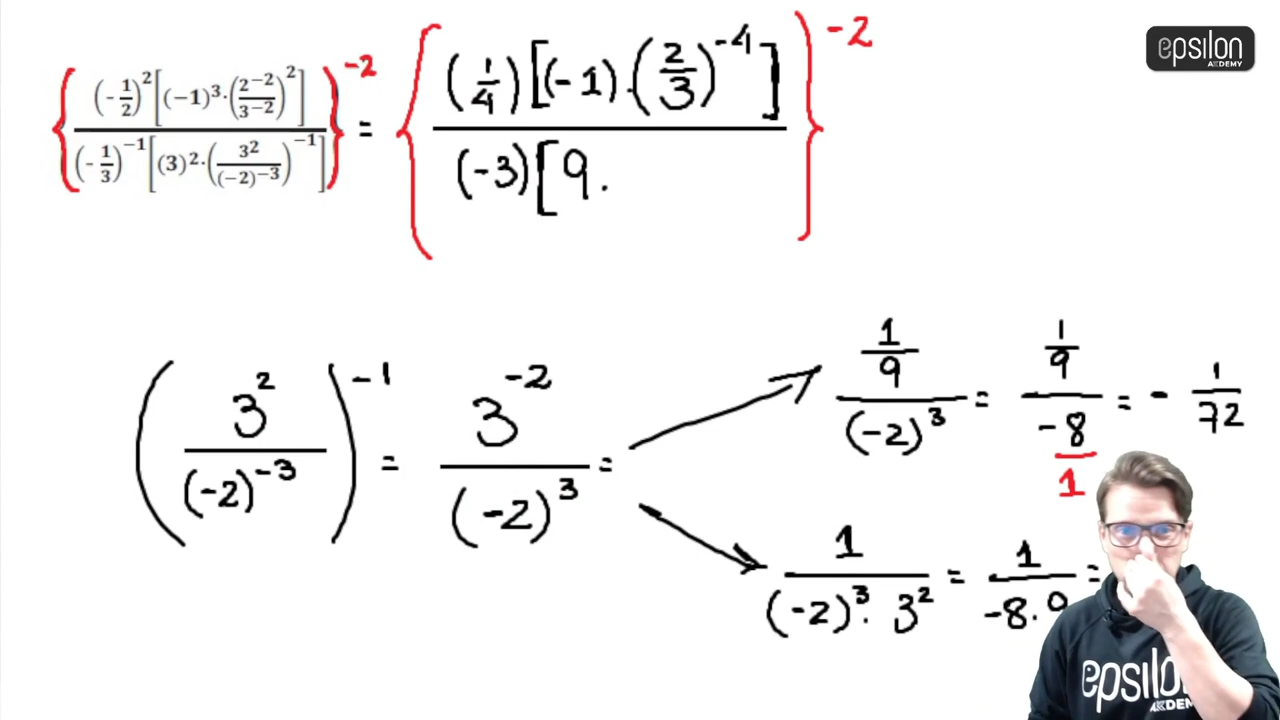 epsilon
AKΔDEMY
{ (-1/2)^2 [ (-1)^3 · (2^-2/3^-2)^2 ] / (-1/3)^-1 [ (3)^2 · (3^2/(-2)^-3)^-1 ] }^-2 = { (1/4) [ (-1) · (2/3)^-4 ] / (-3) [ 9 · }^-2
(3^2/(-2)^-3)^-1 = 3^-2/(-2)^3 =
(1/9)/(-2)^3 = (1/9)/(-8/1) = - 1/72
1/((-2)^3 · 3^2) = 1/(-8 · 9) =
epsilon